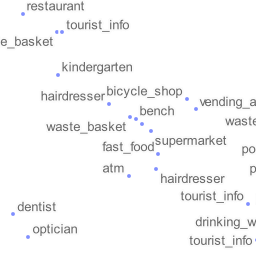 restaurant
tourist_info
e_basket
kindergarten
bicycle_shop
hairdresser
vending_a
bench
waste
waste_basket
supermarket
fast_food
po
atm
p
hairdresser
tourist_info
dentist
drinking_w
optician
tourist_info